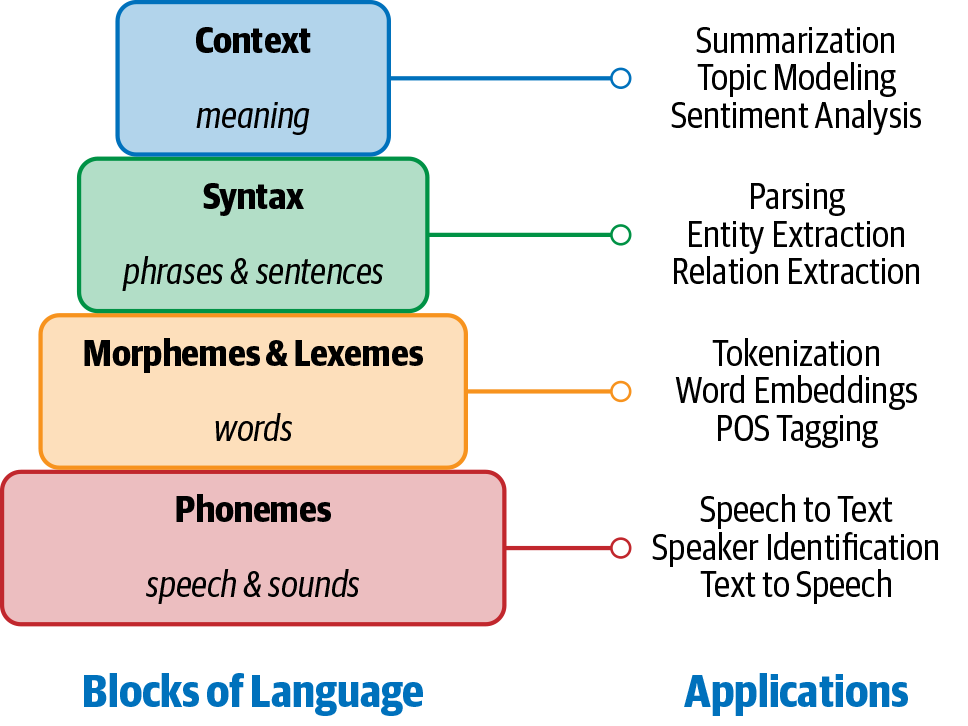 Context
meaning
Summarization
Topic Modeling
Sentiment Analysis
Syntax
phrases & sentences
Parsing
Entity Extraction
Relation Extraction
Morphemes & Lexemes
words
Tokenization
Word Embeddings
POS Tagging
Phonemes
speech & sounds
Speech to Text
Speaker Identification
Text to Speech
Blocks of Language
Applications